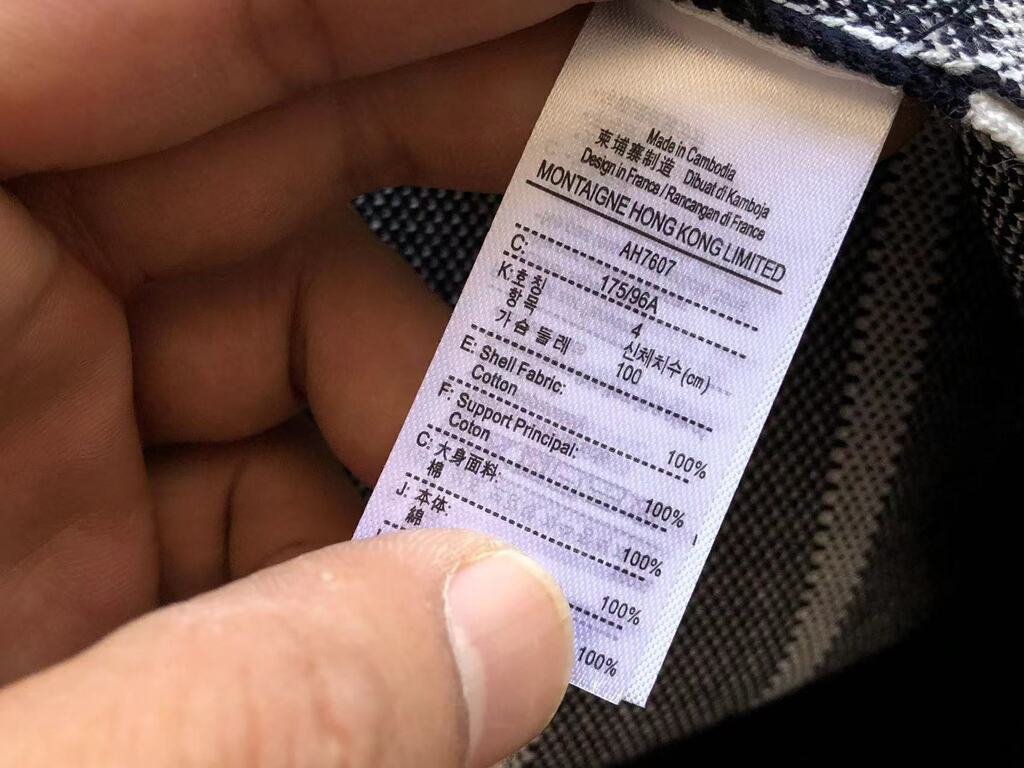 Made in Cambodia
柬埔寨制造 Dibuat di Kamboja
Design in France / Rancangan di France
MONTAIGNE HONG KONG LIMITED
AH7607
C: 175/96A
K: 호칭 4
항목 신체치수(cm)
가슴 둘레 100
E: Shell Fabric:
Cotton 100%
F: Support Principal:
Coton 100%
C: 大身面料:
棉 100%
J: 本体:
綿 100%
100%